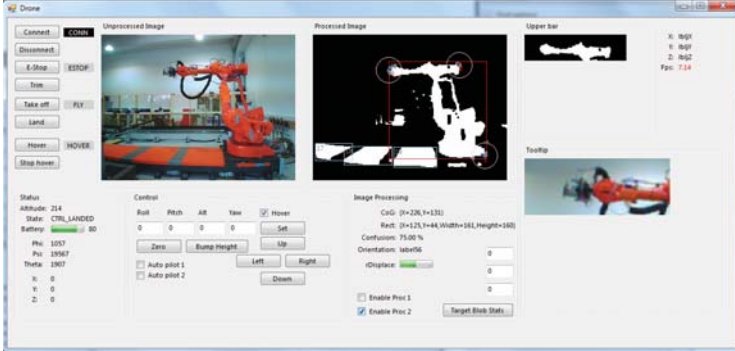 Drone
Unprocessed Image
Processed Image
Upper bar
Connect CONN
Disconnect
E-Stop ESTOP
Trim
Take off FLY
Land
Hover HOVER
Stop hover
X: lblJX
Y: lblJY
Z: lblJZ
Fps: 7.14
Tooltip
Status
Altitude: 214
State: CTRL_LANDED
Battery: 80
Phi: 1057
Psi: 19567
Theta: 1907
X: 0
Y: 0
Z: 0
Control
Roll Pitch Alt Yaw Hover
0 0 0 0 Set
Zero Bump Height Up
Auto pilot 1
Auto pilot 2
Left Right
Down
Image Processing
CoG: {X=226,Y=131}
Rect: {X=125,Y=44,Width=161,Height=160}
Confusion: 75.00 %
Orientation: label56
rDisplace:
0
0
0
Enable Proc 1
Enable Proc 2
Target Blob Stats